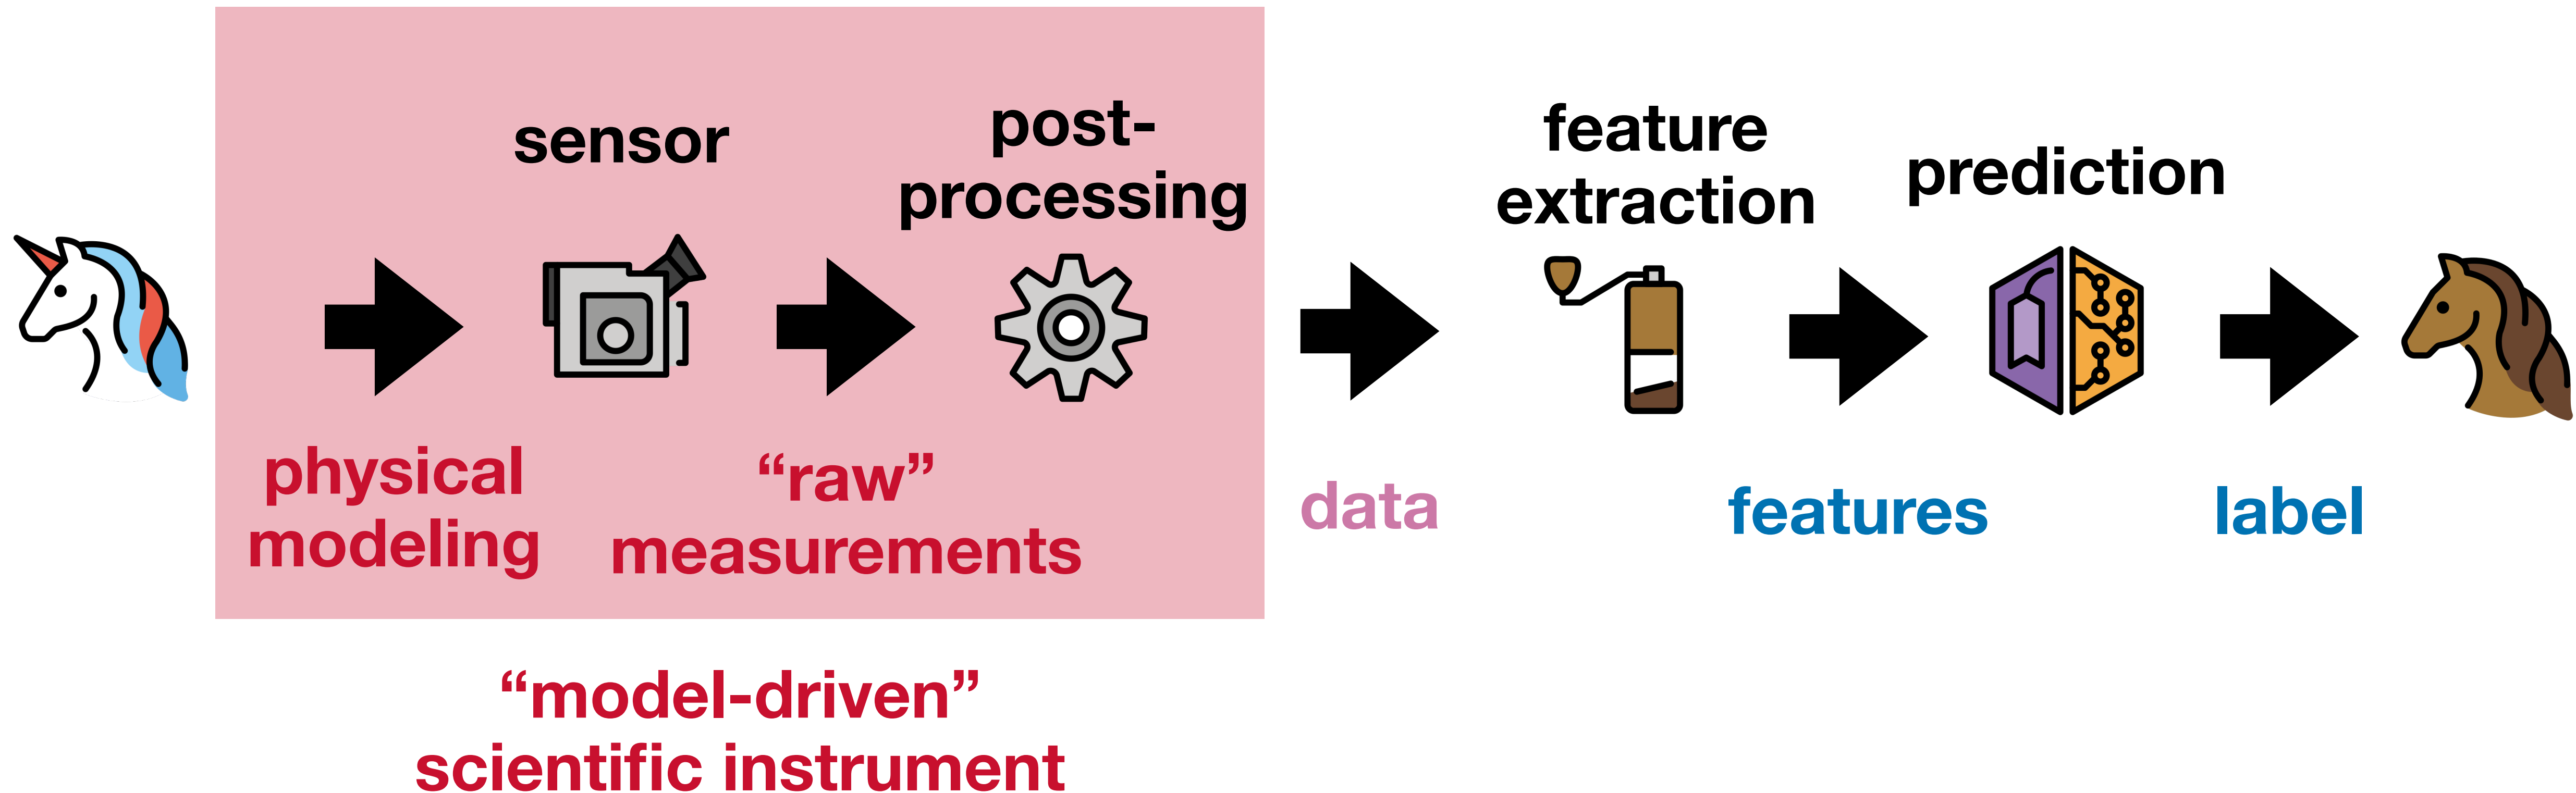 sensor
post-
processing
feature
extraction
prediction
physical
modeling
“raw”
measurements
data
features
label
“model-driven”
scientific instrument